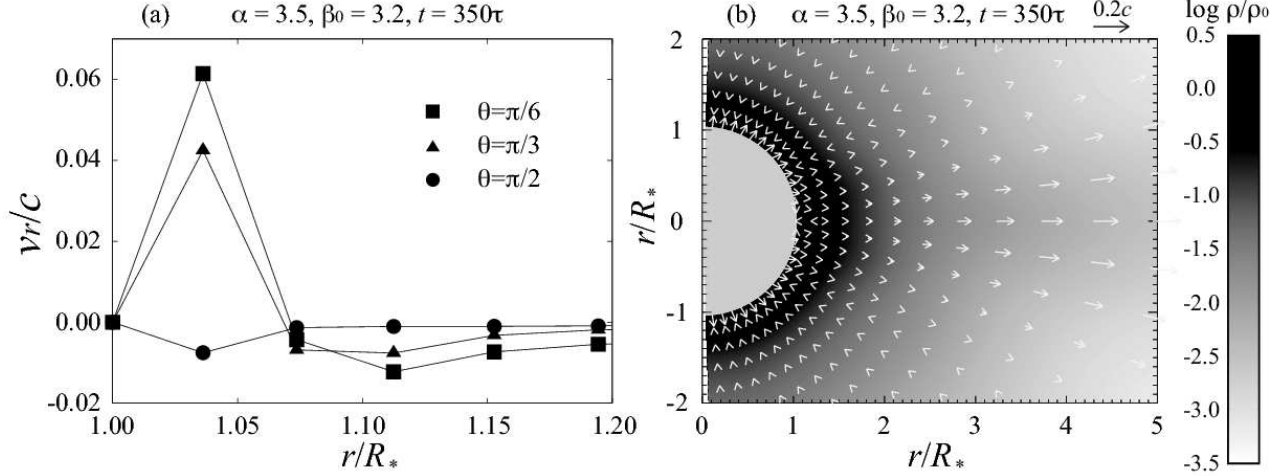 (a) α = 3.5, β₀ = 3.2, t = 350τ
0.06
0.04
0.02
0.00
-0.02
vr/c
θ=π/6
θ=π/3
θ=π/2
1.00 1.05 1.10 1.15 1.20
r/R*
(b) α = 3.5, β₀ = 3.2, t = 350τ
0.2c
2
1
0
-1
-2
r/R*
0 1 2 3 4 5
r/R*
log ρ/ρ₀
0.5
0.0
-0.5
-1.0
-1.5
-2.0
-2.5
-3.0
-3.5